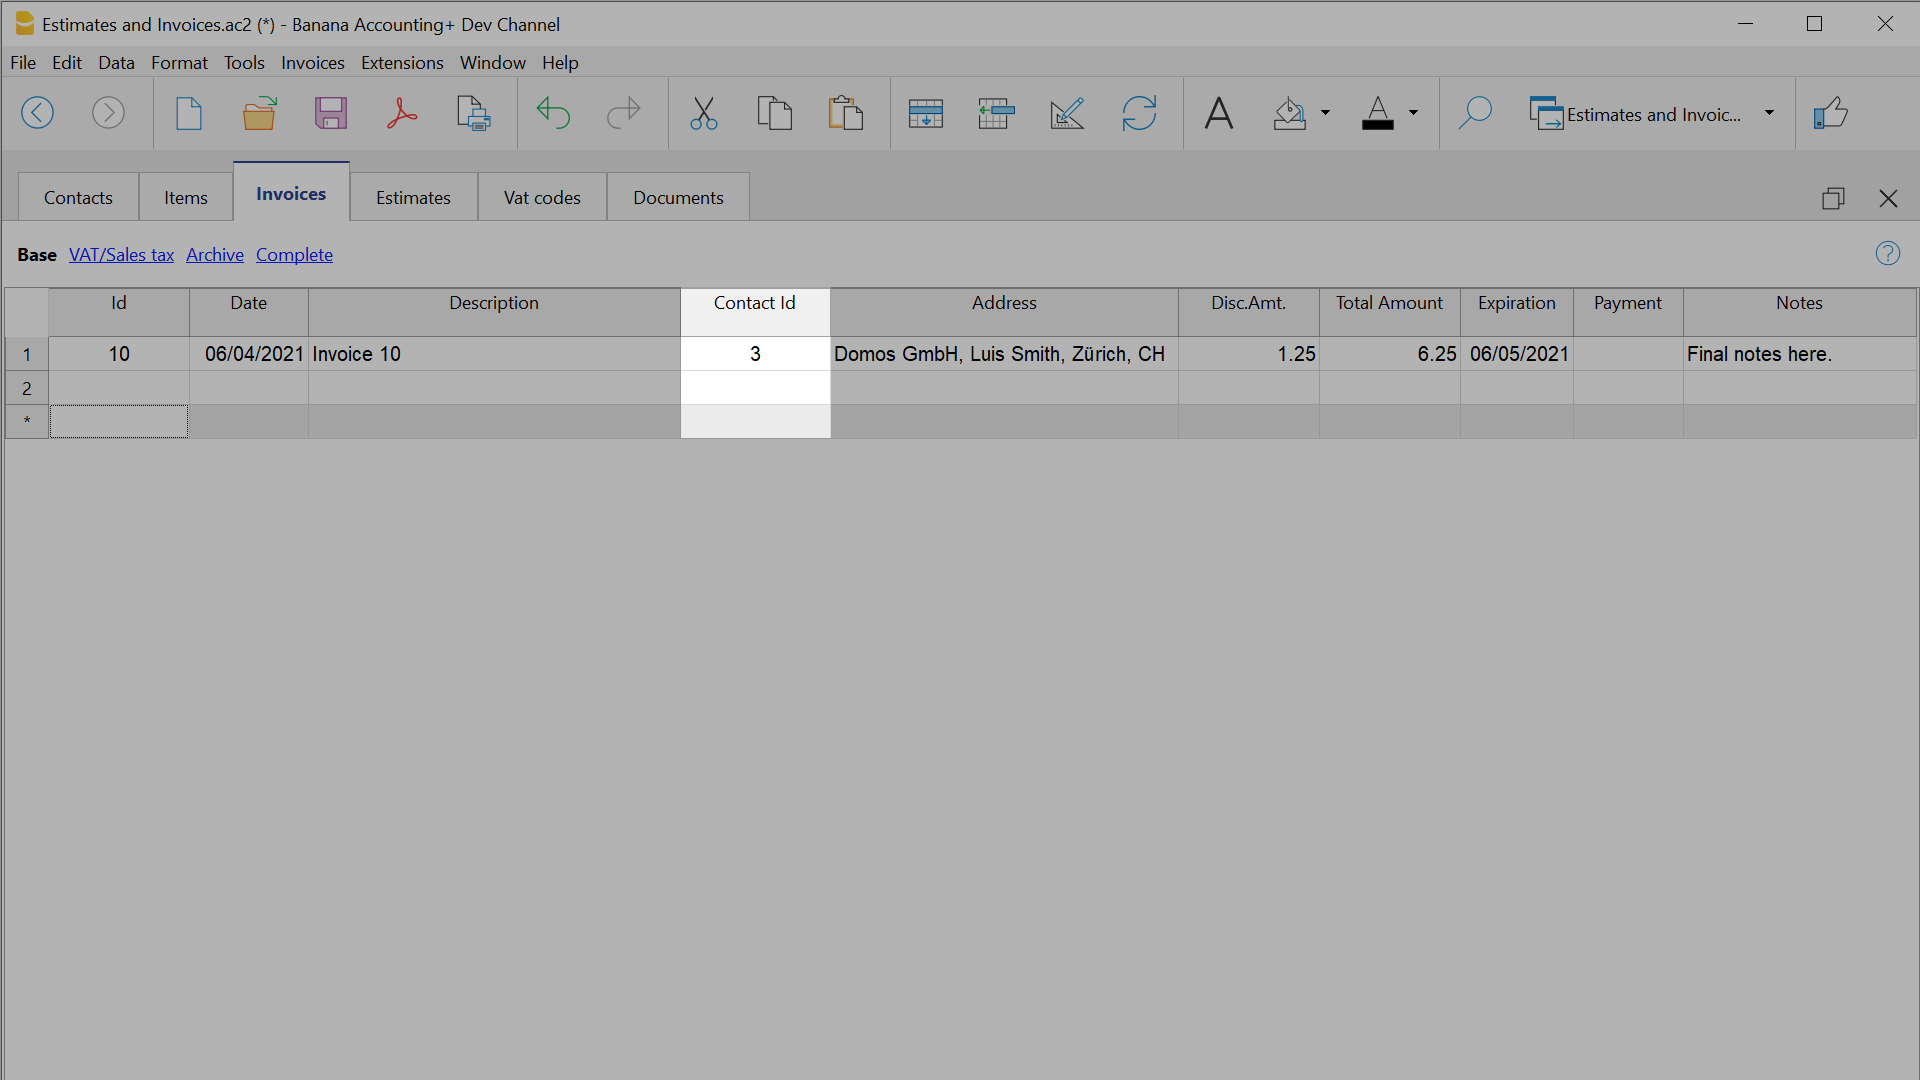 Estimates and Invoices.ac2 (*) - Banana Accounting+ Dev Channel
File Edit Data Format Tools Invoices Extensions Window Help
Estimates and Invoic...
Contacts Items Invoices Estimates Vat codes Documents
Base VAT/Sales tax Archive Complete
Id Date Description Contact Id Address Disc.Amt. Total Amount Expiration Payment Notes
1 10 06/04/2021 Invoice 10 3 Domos GmbH, Luis Smith, Zürich, CH 1.25 6.25 06/05/2021 Final notes here.
2
*